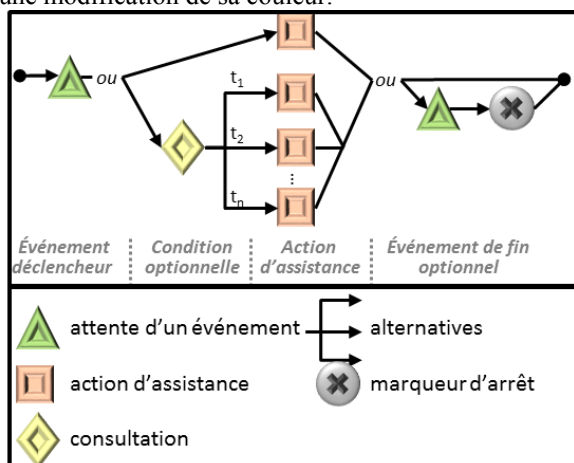 une modification de sa couleur.
ou
t1
t2
tn
ou
Événement déclencheur
Condition optionnelle
Action d'assistance
Événement de fin optionnel
attente d'un événement
alternatives
action d'assistance
marqueur d'arrêt
consultation